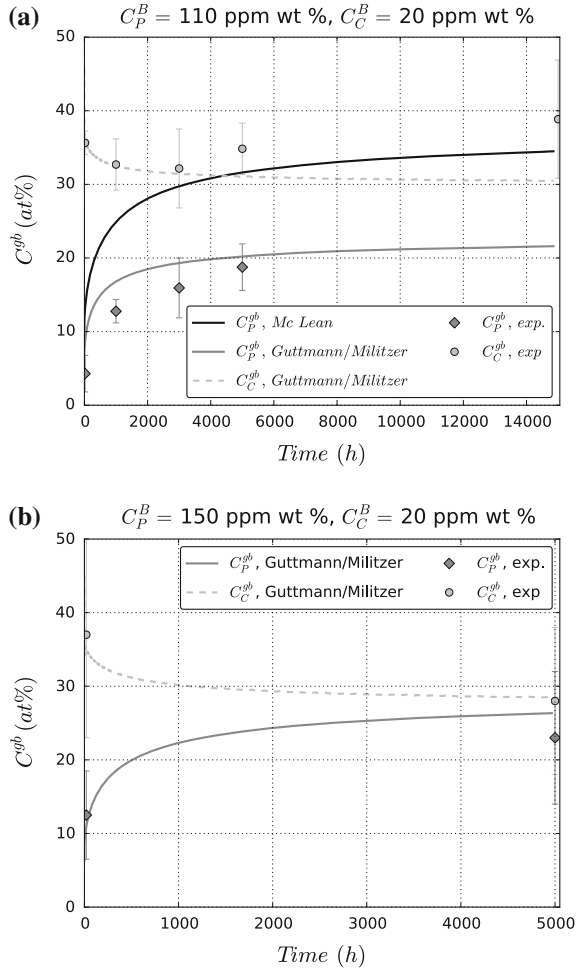 (a) C_P^B = 110 ppm wt %, C_C^B = 20 ppm wt %
50
40
30
20
10
0
C^gb (at%)
C_P^gb , Mc Lean
C_P^gb , Guttmann/Militzer
C_C^gb , Guttmann/Militzer
C_P^gb , exp.
C_C^gb , exp
0 2000 4000 6000 8000 10000 12000 14000
Time (h)
(b) C_P^B = 150 ppm wt %, C_C^B = 20 ppm wt %
50
40
30
20
10
0
C^gb (at%)
C_P^gb , Guttmann/Militzer
C_C^gb , Guttmann/Militzer
C_P^gb , exp.
C_C^gb , exp
0 1000 2000 3000 4000 5000
Time (h)